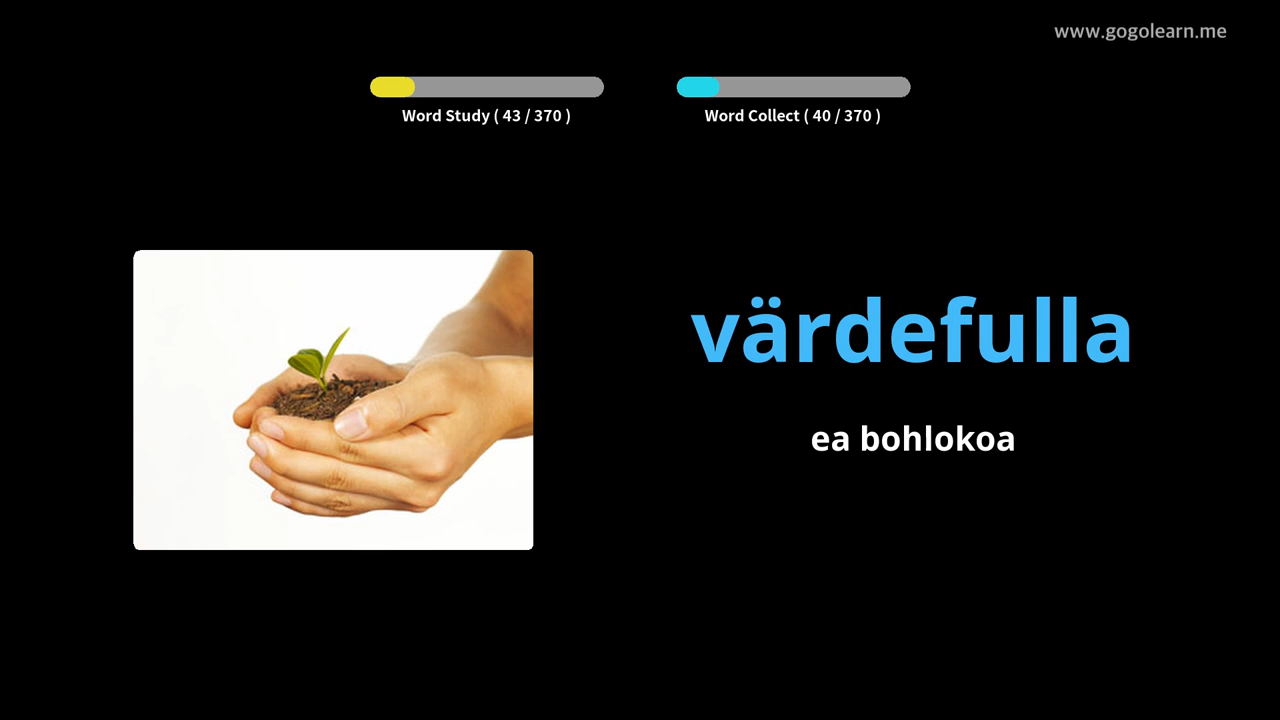 www.gogolearn.me
Word Study ( 43 / 370 )
Word Collect ( 40 / 370 )
värdefulla
ea bohlokoa